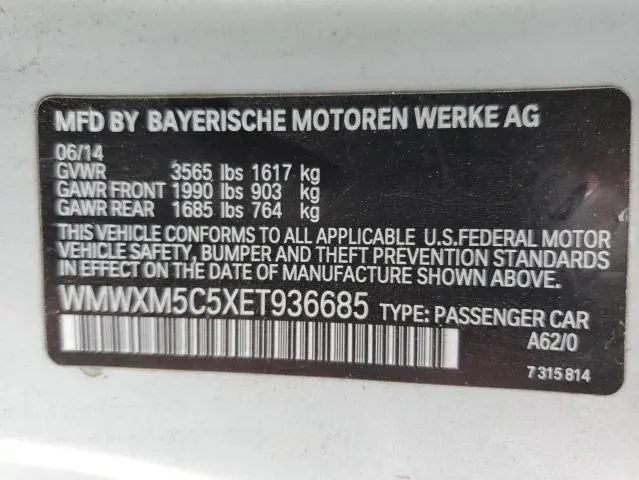 MFD BY BAYERISCHE MOTOREN WERKE AG
06/14
GVWR 3565 lbs 1617 kg
GAWR FRONT 1990 lbs 903 kg
GAWR REAR 1685 lbs 764 kg
THIS VEHICLE CONFORMS TO ALL APPLICABLE U.S.FEDERAL MOTOR
VEHICLE SAFETY, BUMPER AND THEFT PREVENTION STANDARDS
IN EFFECT ON THE DATE OF MANUFACTURE SHOWN ABOVE.
WMWXM5C5XET936685 TYPE: PASSENGER CAR
A62/0
7 315 814